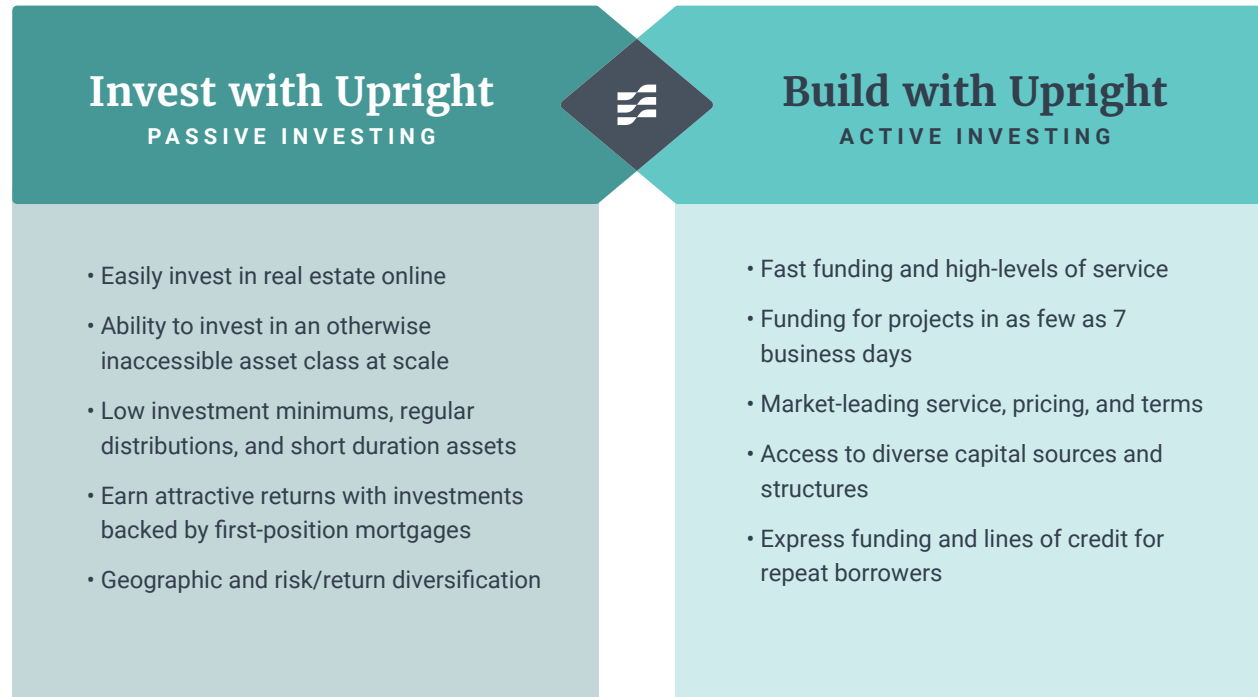 Invest with Upright
PASSIVE INVESTING
• Easily invest in real estate online
• Ability to invest in an otherwise
inaccessible asset class at scale
• Low investment minimums, regular
distributions, and short duration assets
• Earn attractive returns with investments
backed by first-position mortgages
• Geographic and risk/return diversification
Build with Upright
ACTIVE INVESTING
• Fast funding and high-levels of service
• Funding for projects in as few as 7
business days
• Market-leading service, pricing, and terms
• Access to diverse capital sources and
structures
• Express funding and lines of credit for
repeat borrowers